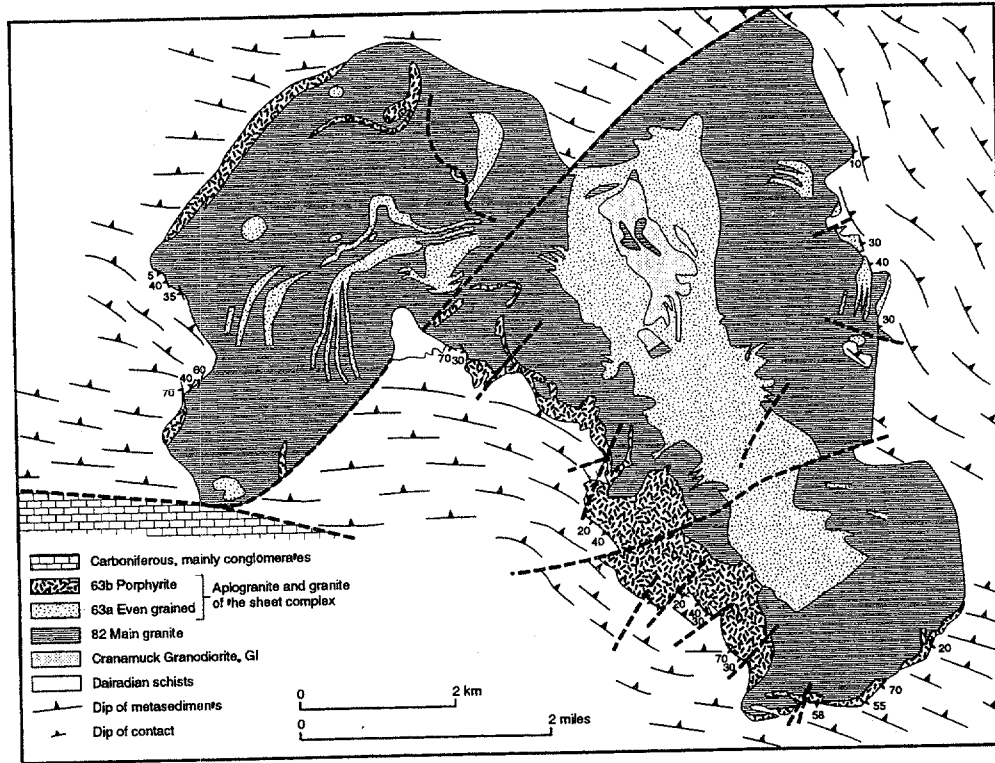 10
30
40
30
5
40
35
60
40
70
70
30
20
40
20
40
30
70
30
20
70
55
58
Carboniferous, mainly conglomerates
63b Porphyrite
63a Even grained
Aplogranite and granite
of the sheet complex
82 Main granite
Cranamuck Granodiorite, GI
Dairadian schists
Dip of metasediments
Dip of contact
0 2 km
0 2 miles